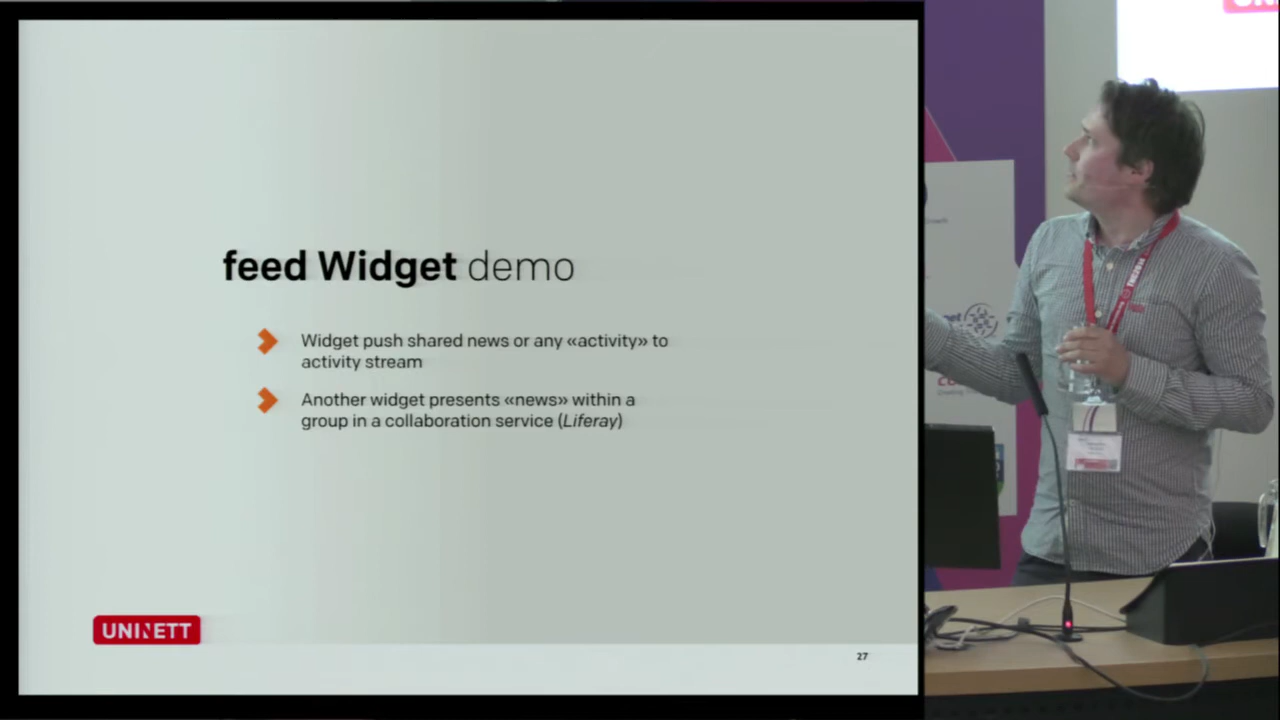 feed Widget demo
Widget push shared news or any «activity» to
activity stream
Another widget presents «news» within a
group in a collaboration service (Liferay)
UNINETT
27